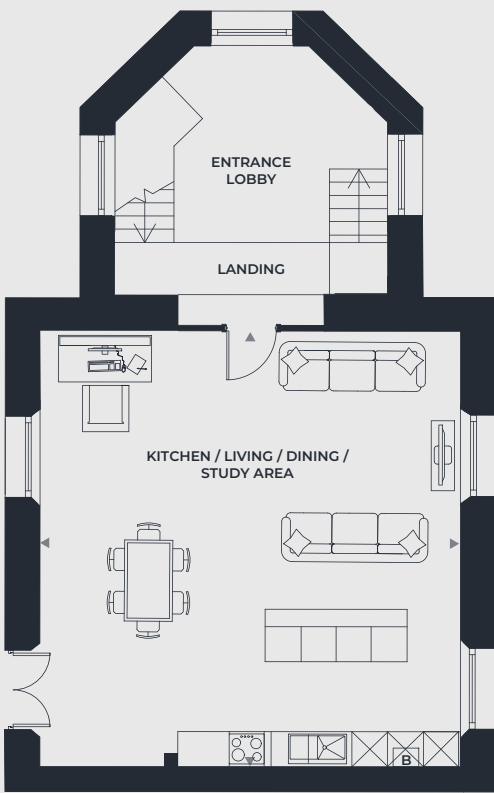 ENTRANCE
LOBBY
LANDING
KITCHEN / LIVING / DINING /
STUDY AREA
B